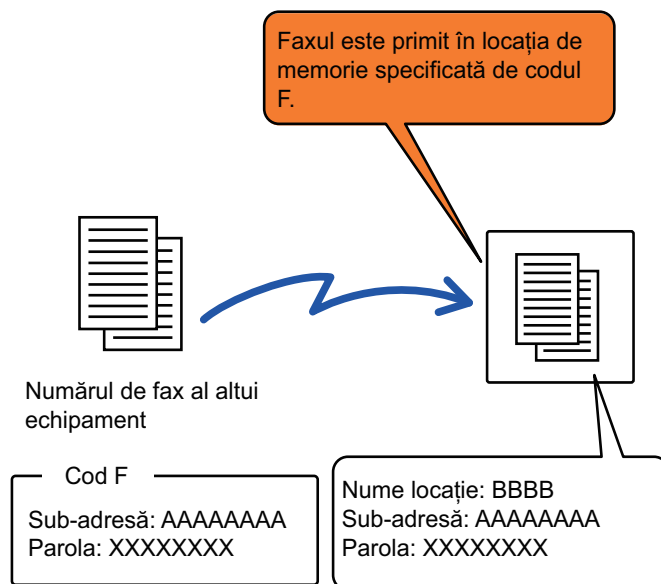 Faxul este primit în locația de
memorie specificată de codul
F.
Numărul de fax al altui
echipament
Cod F
Sub-adresă: AAAAAAAA
Parola: XXXXXXXX
Nume locație: BBBB
Sub-adresă: AAAAAAAA
Parola: XXXXXXXX